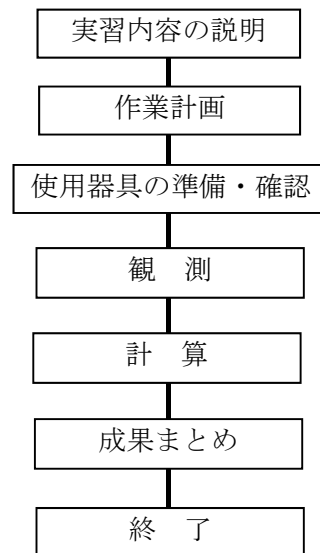 実習内容の説明
作業計画
使用器具の準備・確認
観　測
計　算
成果まとめ
終　了